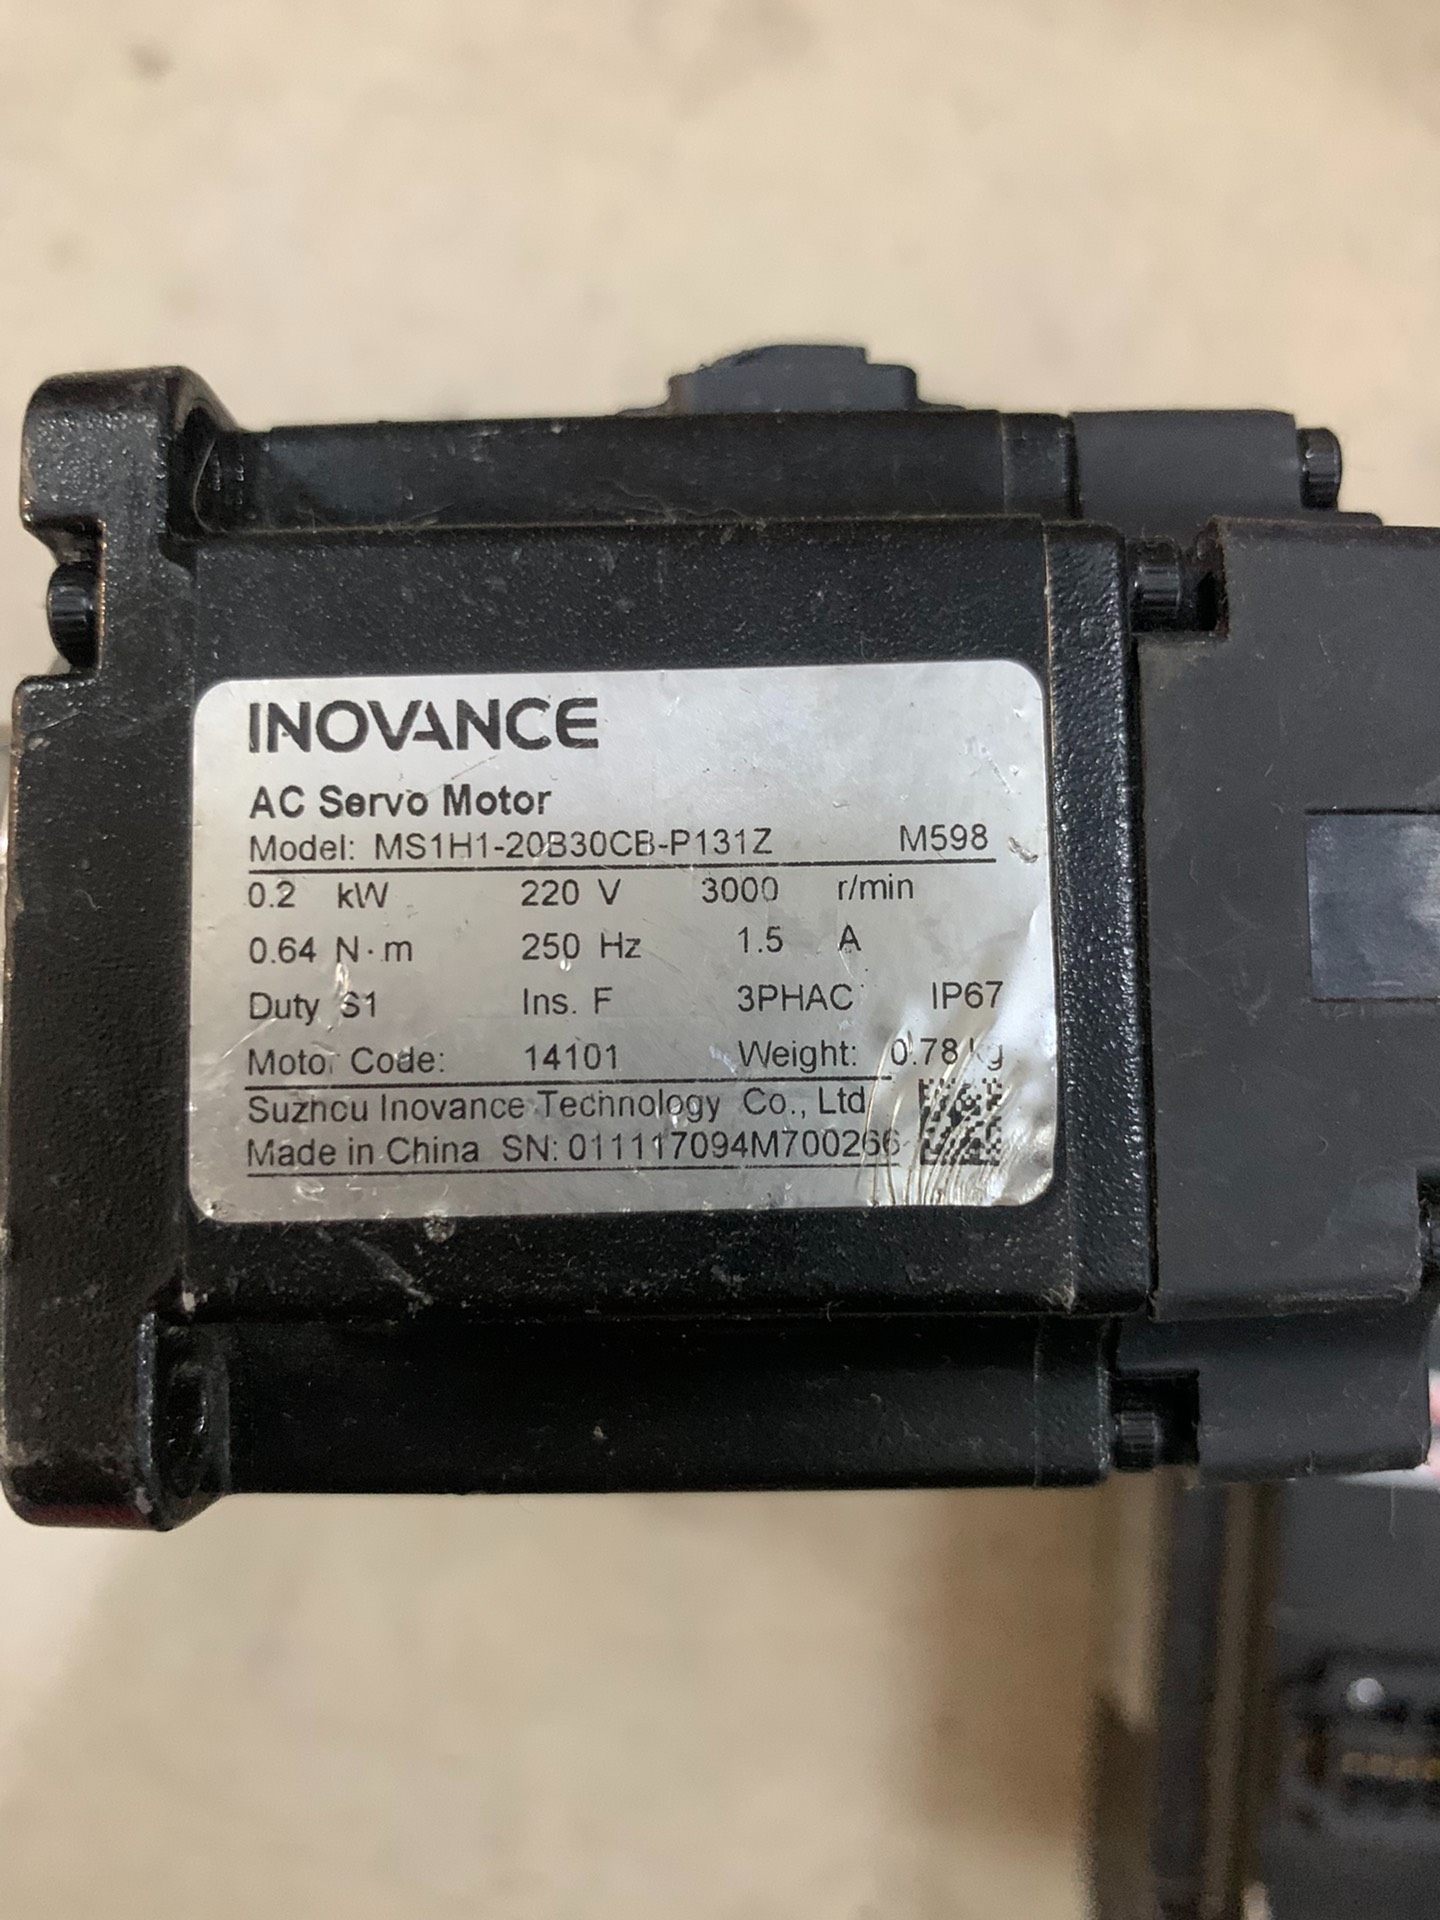 INOVANCE
AC Servo Motor
Model: MS1H1-20B30CB-P131Z M598
0.2 kW 220 V 3000 r/min
0.64 N·m 250 Hz 1.5 A
Duty S1 Ins. F 3PHAC IP67
Motor Code: 14101 Weight: 0.78 kg
Suzhou Inovance Technology Co., Ltd
Made in China SN: 011117094M700266